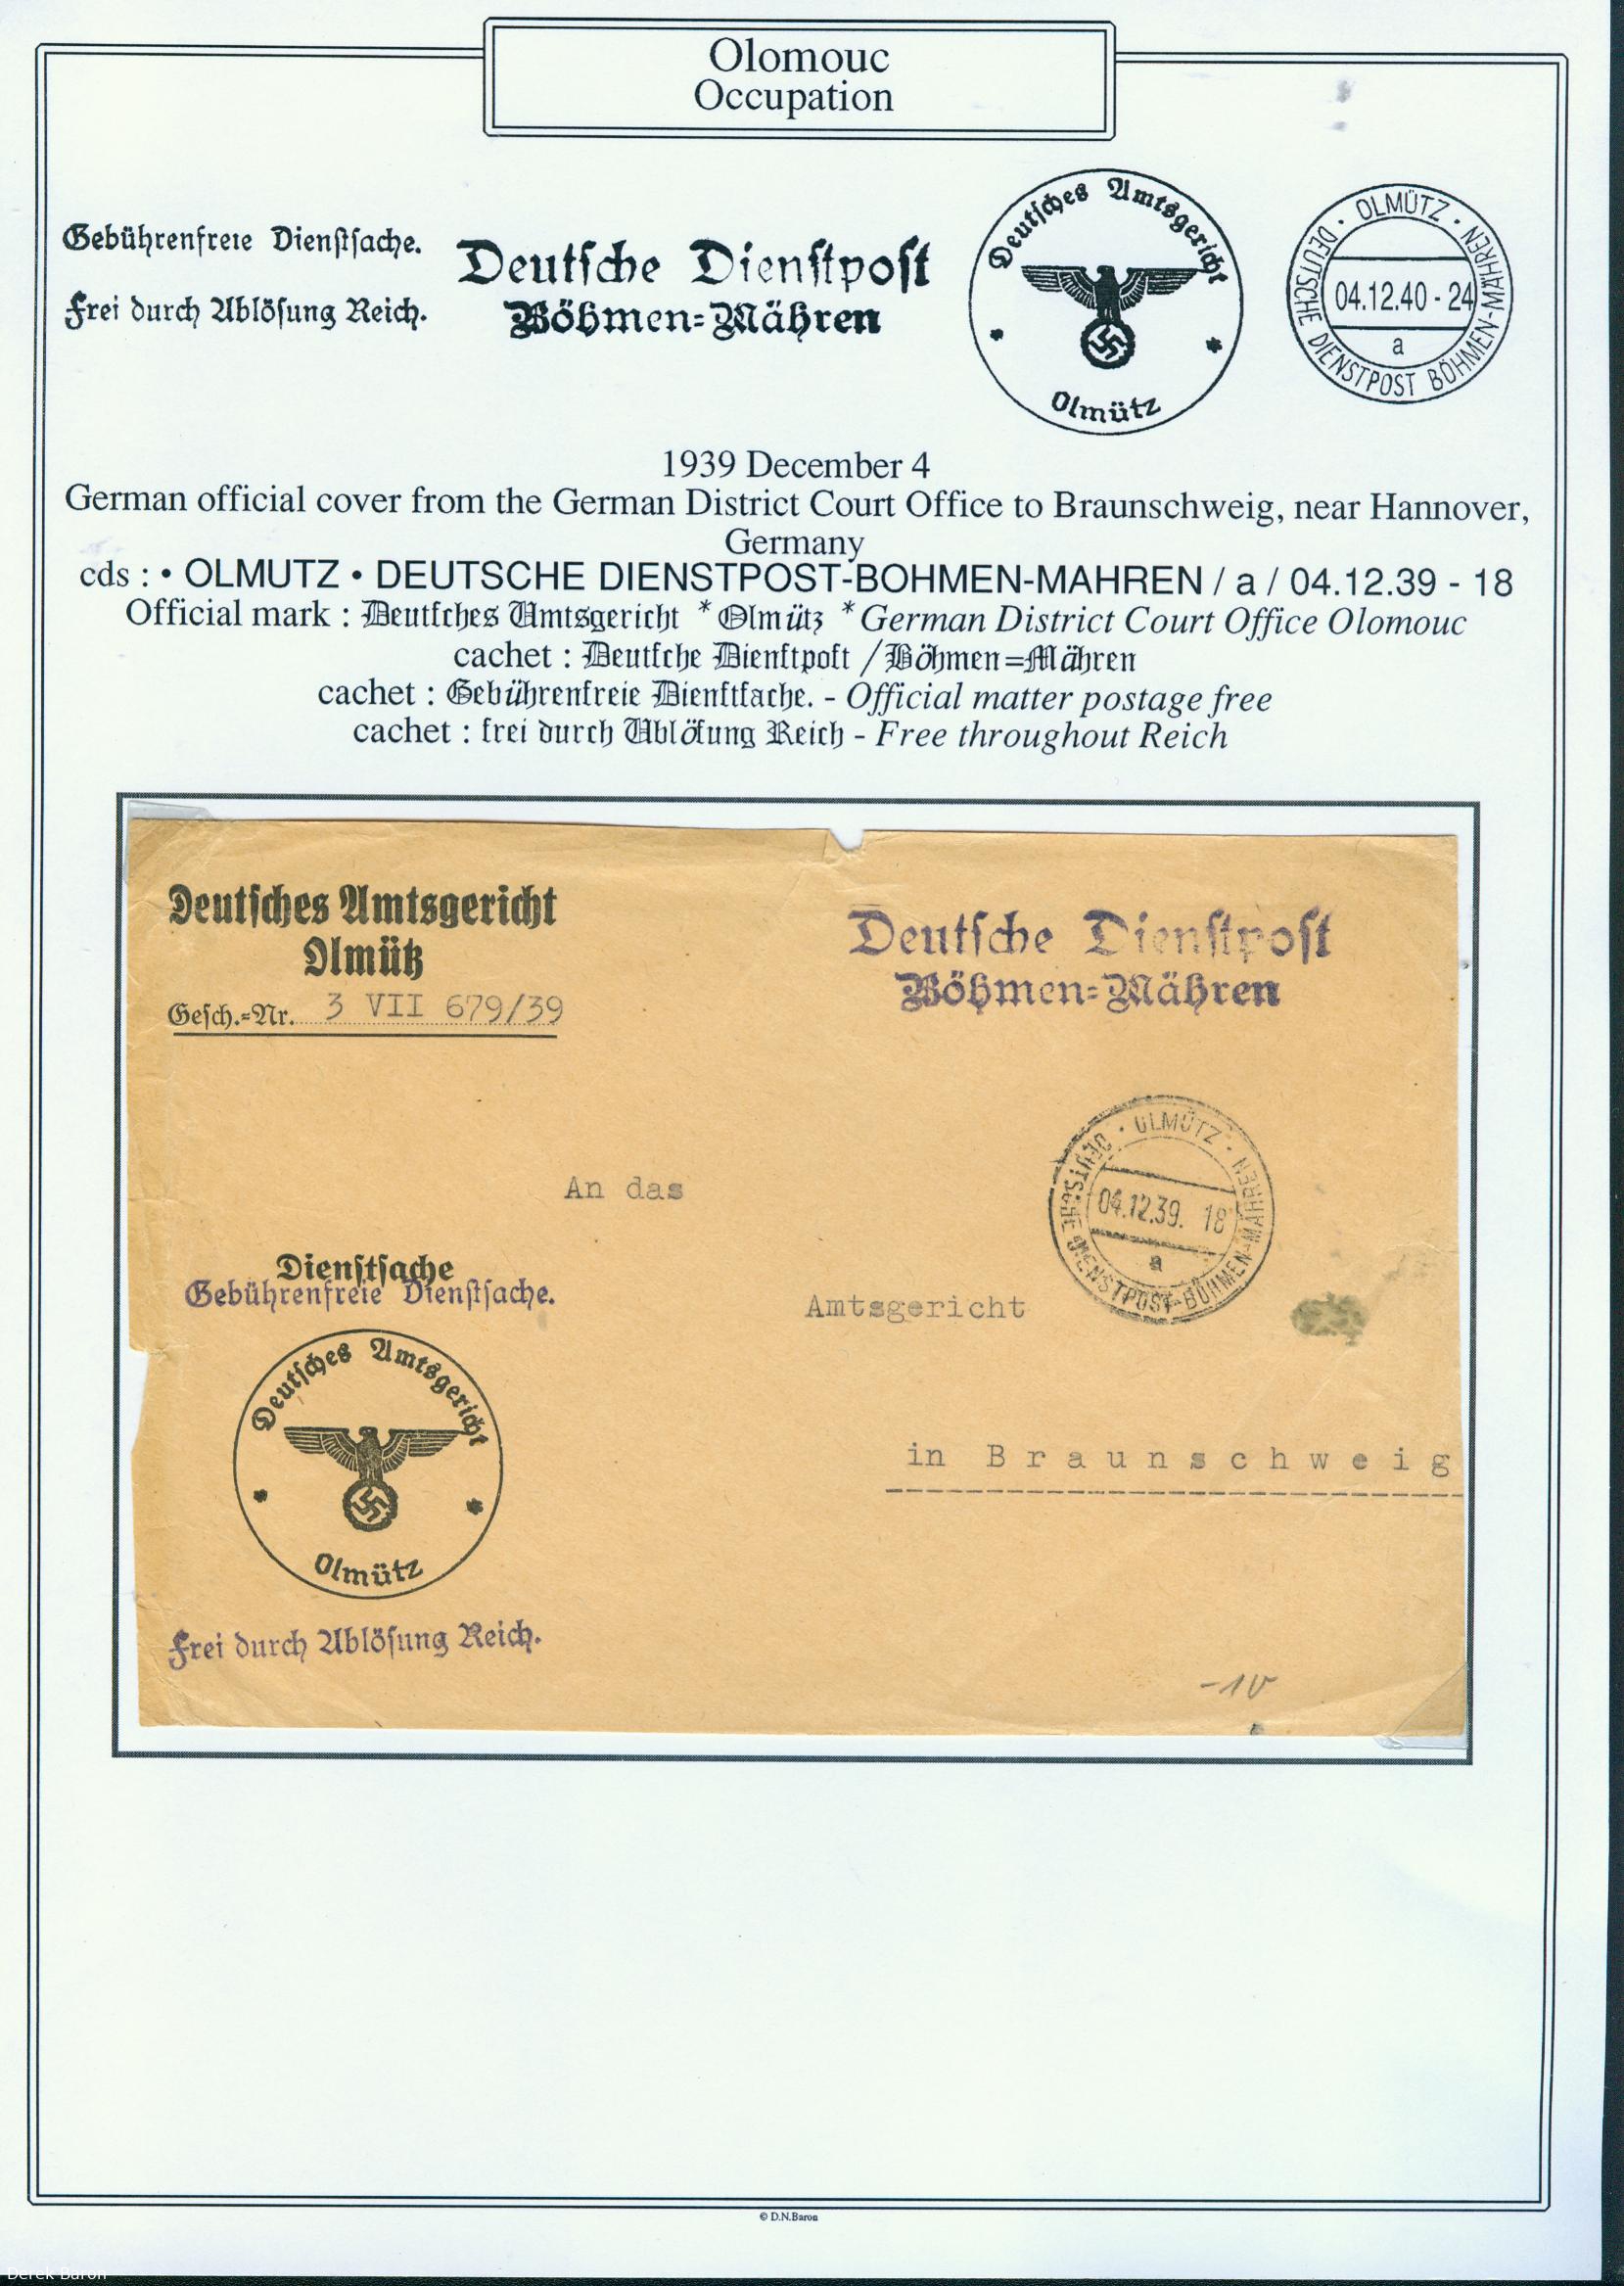 Olomouc
Occupation
Gebührenfreie Dienstsache.
Frei durch Ablösung Reich.
Deutsche Dienstpost
Böhmen=Mähren
Deutsches Amtsgericht
Olmütz
• OLMÜTZ •
DEUTSCHE DIENSTPOST BÖHMEN-MÄHREN
04.12.40 - 24
a
1939 December 4
German official cover from the German District Court Office to Braunschweig, near Hannover,
Germany
cds : • OLMUTZ • DEUTSCHE DIENSTPOST-BOHMEN-MAHREN / a / 04.12.39 - 18
Official mark : Deutsches Amtsgericht * Olmütz * German District Court Office Olomouc
cachet : Deutsche Dienstpost / Böhmen=Mähren
cachet : Gebührenfreie Dienstsache. - Official matter postage free
cachet : frei durch Ablösung Reich - Free throughout Reich
Deutsches Amtsgericht
Olmütz
Gesch.=Nr. 3 VII 679/39
Deutsche Dienstpost
Böhmen=Mähren
• OLMÜTZ •
DEUTSCHE DIENSTPOST-BÖHMEN-MÄHREN
04.12.39. 18
a
An das
Dienstsache
Gebührenfreie Dienstsache.
Amtsgericht
Deutsches Amtsgericht
Olmütz
in Braunschweig
Frei durch Ablösung Reich.
© D.N.Baron
Derek Baron